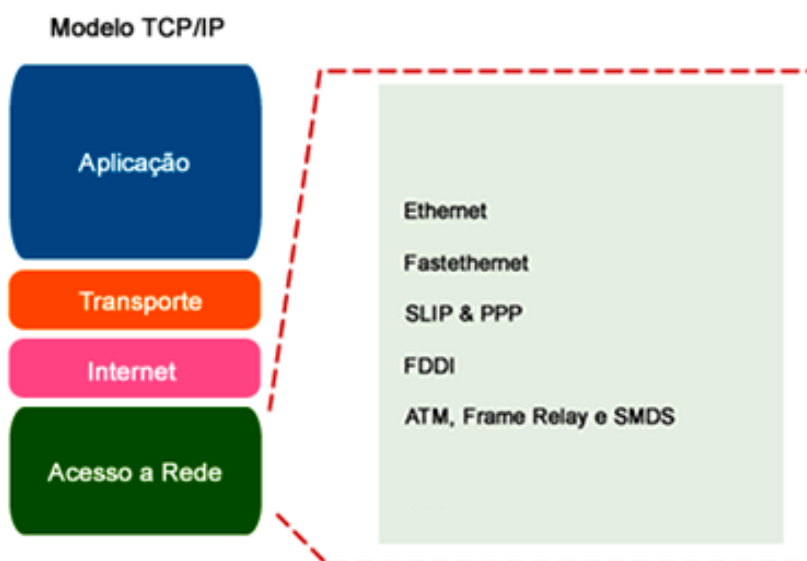 Modelo TCP/IP
Aplicação
Transporte
Internet
Acesso a Rede
Ethernet
Fastethernet
SLIP & PPP
FDDI
ATM, Frame Relay e SMDS